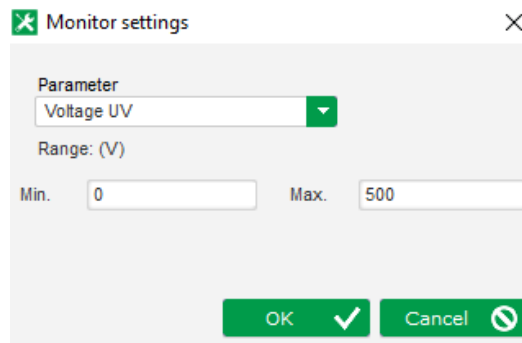 Monitor settings
Parameter
Voltage UV
Range: (V)
Min. 0 Max. 500
OK Cancel